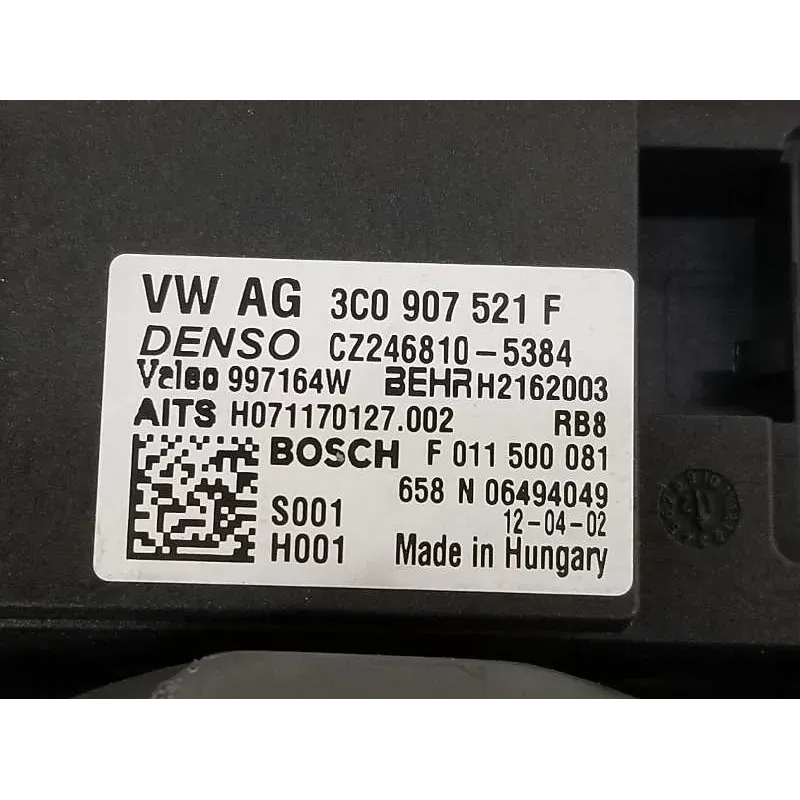 VW AG 3C0 907 521 F
DENSO CZ246810-5384
Valeo 997164W BEHR H2162003
AITS H071170127.002 RB8
BOSCH F 011 500 081
658 N 06494049
S001 12-04-02
H001 Made in Hungary